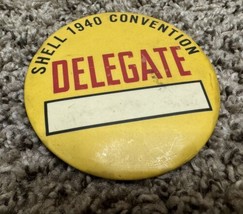 SHELL 1940 CONVENTION
DELEGATE